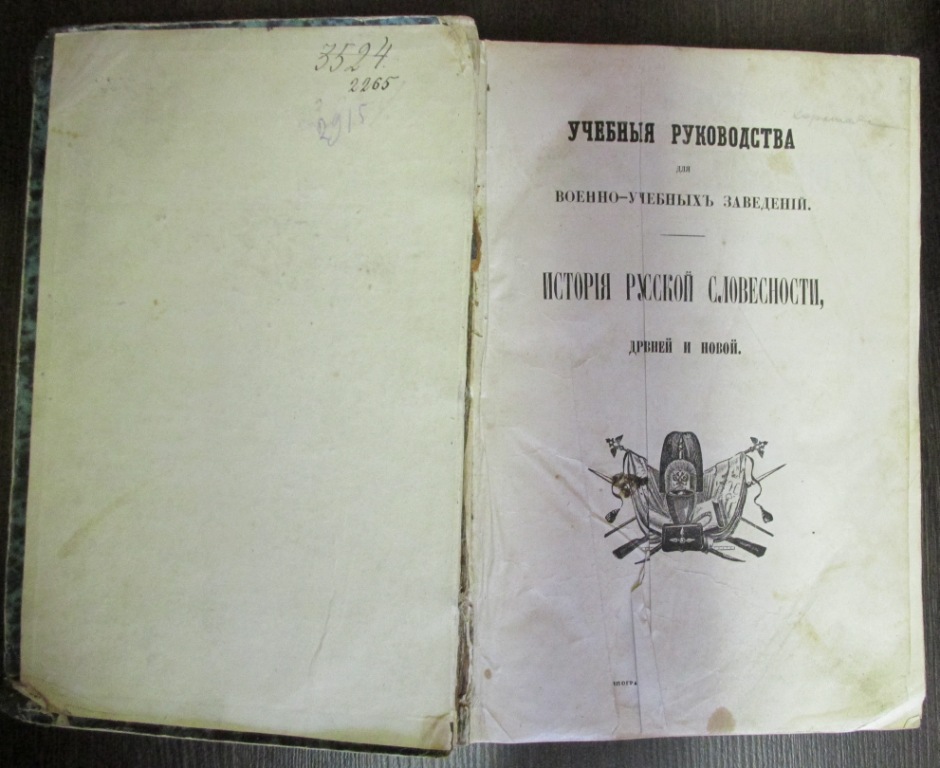 3524
2265
2915
УЧЕБНЫЯ РУКОВОДСТВА
ДЛЯ
ВОЕННО-УЧЕБНЫХЪ ЗАВЕДЕНІЙ.
ИСТОРІЯ РУССКОЙ СЛОВЕСНОСТИ,
ДРЕВНЕЙ И НОВОЙ.